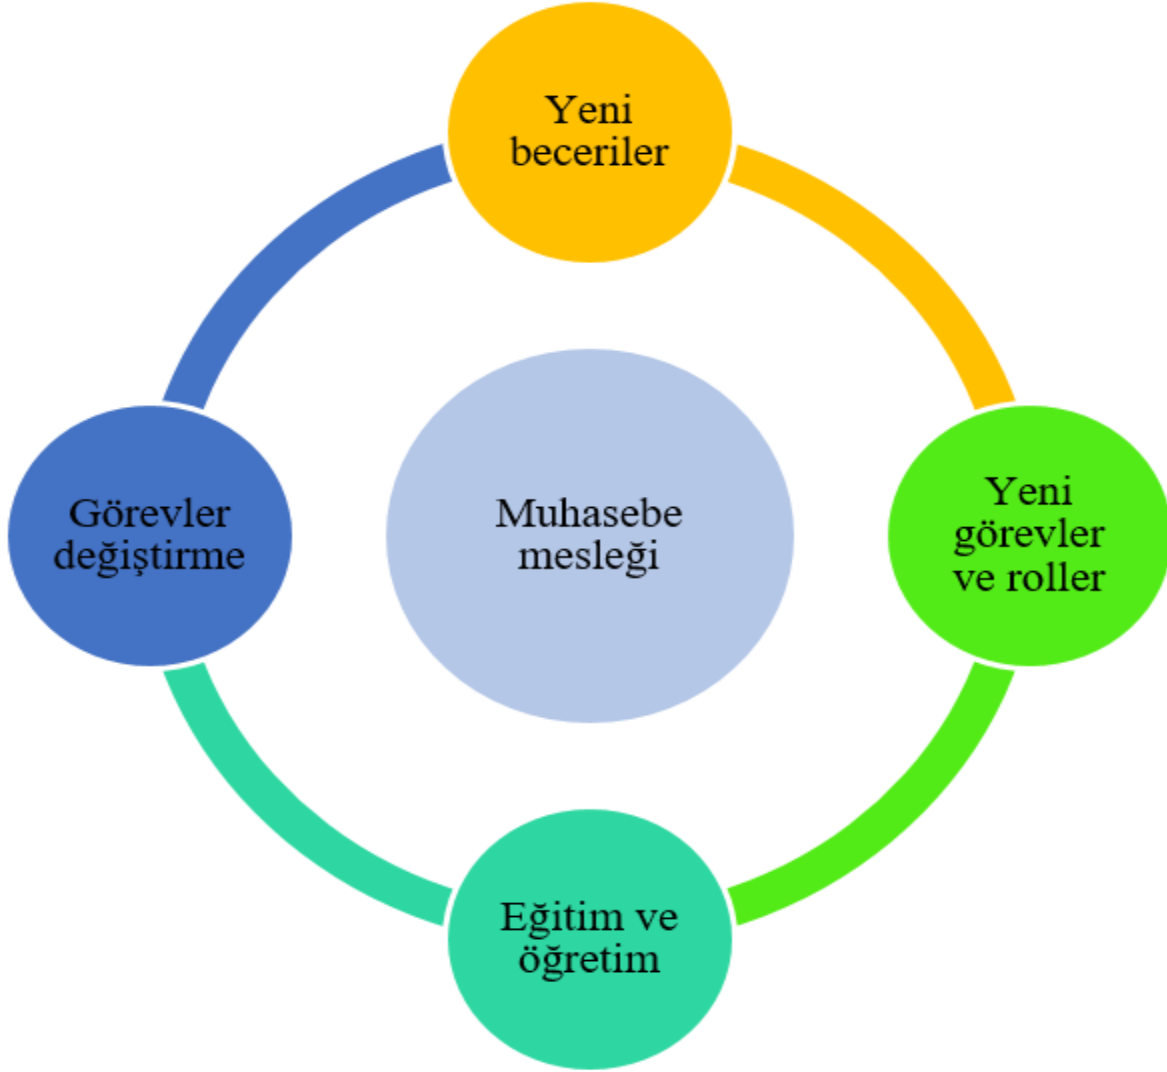 Yeni
beceriler
Görevler
değiştirme
Muhasebe
mesleği
Yeni
görevler
ve roller
Eğitim ve
öğretim